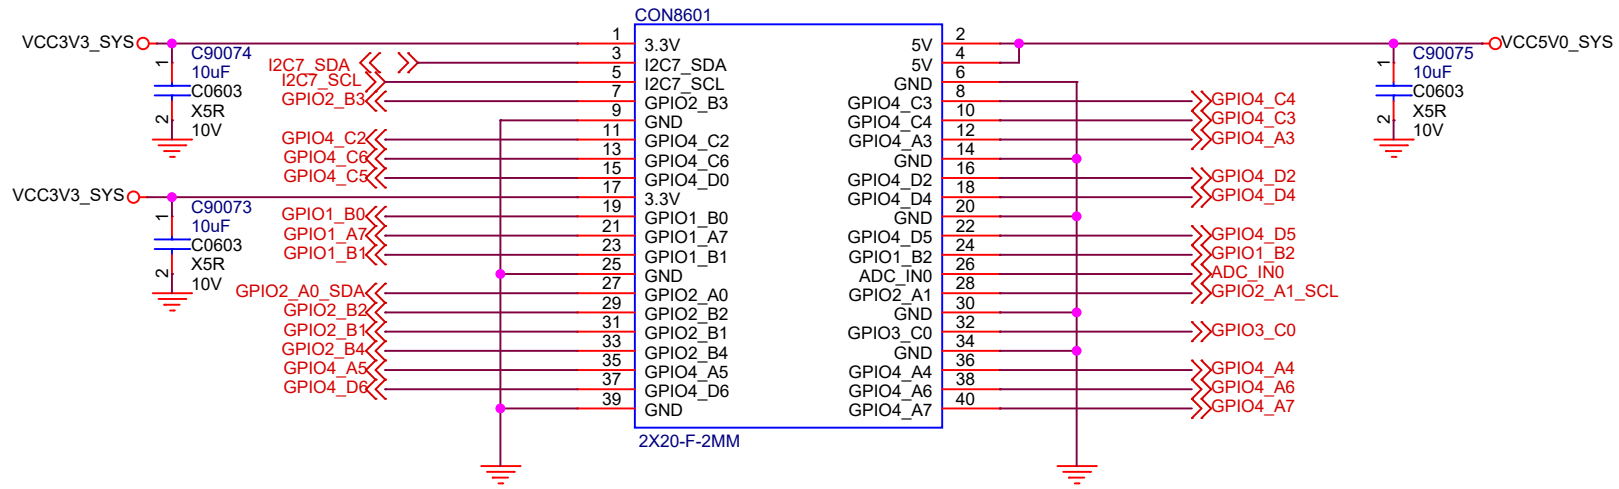 CON8601
VCC3V3_SYS
1
3.3V
5V
2
VCC5V0_SYS
C90074
1
10uF
C0603
2
X5R
10V
I2C7_SDA
3
I2C7_SDA
5V
4
C90075
1
10uF
C0603
2
X5R
10V
I2C7_SCL
5
I2C7_SCL
GND
6
GPIO2_B3
7
GPIO2_B3
GPIO4_C3
8
GPIO4_C4
9
GND
GPIO4_C4
10
GPIO4_C3
GPIO4_C2
11
GPIO4_C2
GPIO4_A3
12
GPIO4_A3
GPIO4_C6
13
GPIO4_C6
GND
14
GPIO4_C5
15
GPIO4_D0
GPIO4_D2
16
GPIO4_D2
VCC3V3_SYS
17
3.3V
GPIO4_D4
18
GPIO4_D4
C90073
1
10uF
C0603
2
X5R
10V
GPIO1_B0
19
GPIO1_B0
GND
20
GPIO1_A7
21
GPIO1_A7
GPIO4_D5
22
GPIO4_D5
GPIO1_B1
23
GPIO1_B1
GPIO1_B2
24
GPIO1_B2
25
GND
ADC_IN0
26
ADC_IN0
GPIO2_A0_SDA
27
GPIO2_A0
GPIO2_A1
28
GPIO2_A1_SCL
GPIO2_B2
29
GPIO2_B2
GND
30
GPIO2_B1
31
GPIO2_B1
GPIO3_C0
32
GPIO3_C0
GPIO2_B4
33
GPIO2_B4
GND
34
GPIO4_A5
35
GPIO4_A5
GPIO4_A4
36
GPIO4_A4
GPIO4_D6
37
GPIO4_D6
GPIO4_A6
38
GPIO4_A6
39
GND
GPIO4_A7
40
GPIO4_A7
2X20-F-2MM